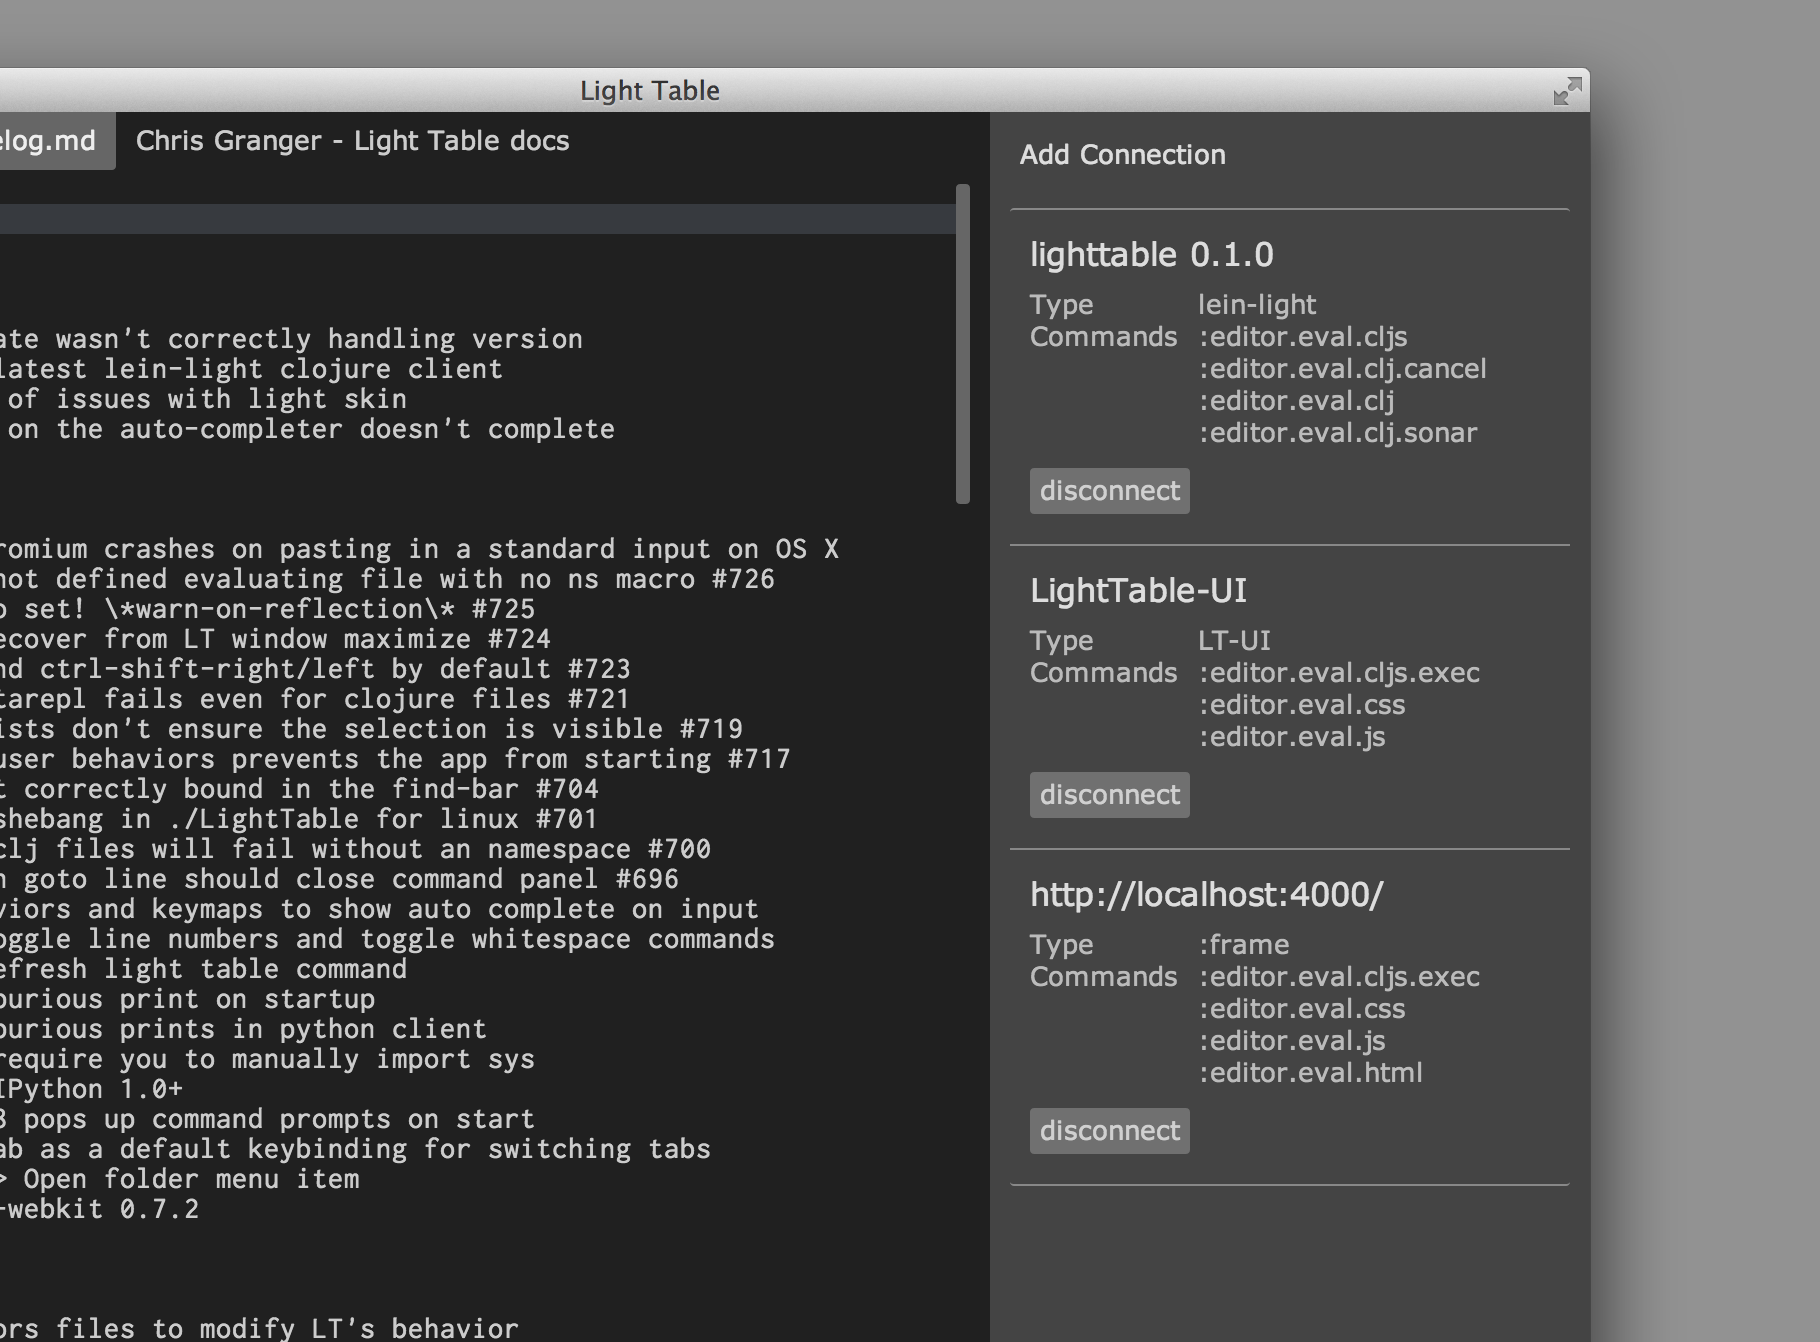 Light Table
elog.md
Chris Granger - Light Table docs
ate wasn't correctly handling version
latest lein-light clojure client
of issues with light skin
on the auto-completer doesn't complete
romium crashes on pasting in a standard input on OS X
not defined evaluating file with no ns macro #726
o set! \*warn-on-reflection\* #725
ecover from LT window maximize #724
nd ctrl-shift-right/left by default #723
tarepl fails even for clojure files #721
ists don't ensure the selection is visible #719
user behaviors prevents the app from starting #717
t correctly bound in the find-bar #704
shebang in ./LightTable for linux #701
clj files will fail without an namespace #700
n goto line should close command panel #696
viors and keymaps to show auto complete on input
oggle line numbers and toggle whitespace commands
efresh light table command
purious print on startup
purious prints in python client
require you to manually import sys
IPython 1.0+
8 pops up command prompts on start
ab as a default keybinding for switching tabs
> Open folder menu item
-webkit 0.7.2
ors files to modify LT's behavior
Add Connection
lighttable 0.1.0
Type lein-light
Commands :editor.eval.cljs
:editor.eval.clj.cancel
:editor.eval.clj
:editor.eval.clj.sonar
disconnect
LightTable-UI
Type LT-UI
Commands :editor.eval.cljs.exec
:editor.eval.css
:editor.eval.js
disconnect
http://localhost:4000/
Type :frame
Commands :editor.eval.cljs.exec
:editor.eval.css
:editor.eval.js
:editor.eval.html
disconnect